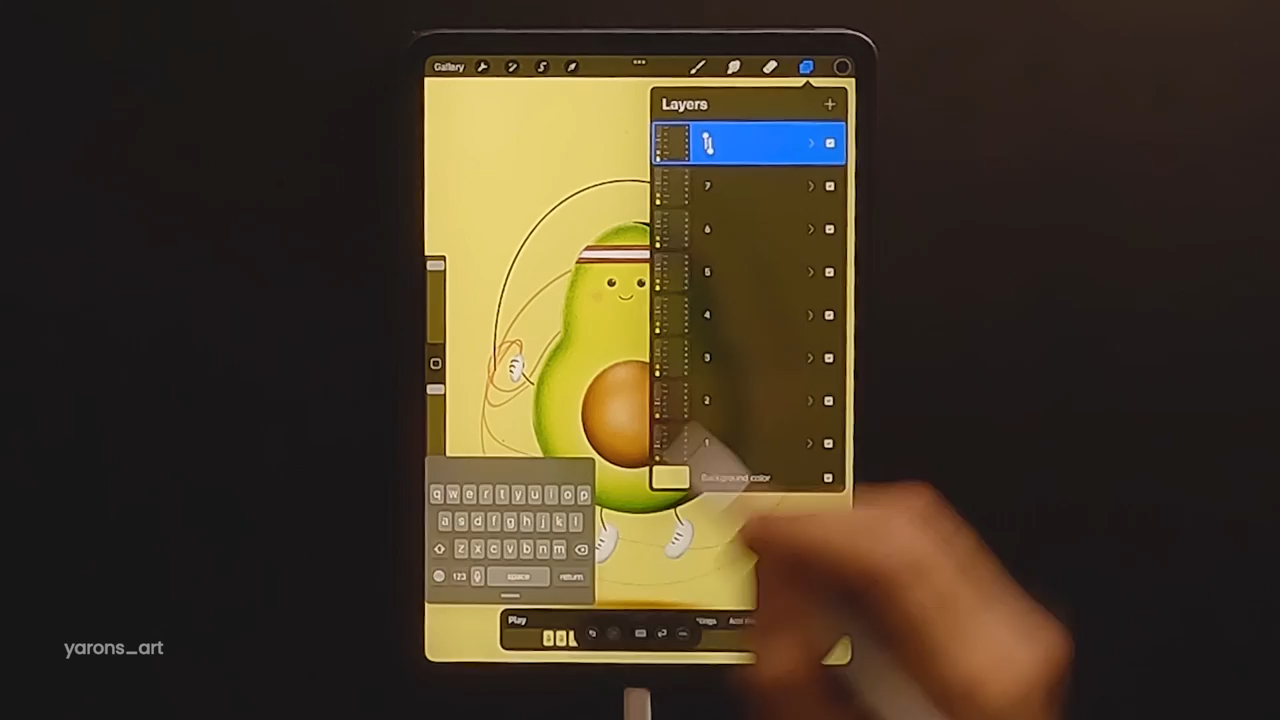 Gallery
Layers
7
6
5
4
3
2
1
Background color
q w e r t y u i o p
a s d f g h j k l
z x c v b n m
123 space return
Play
yarons_art